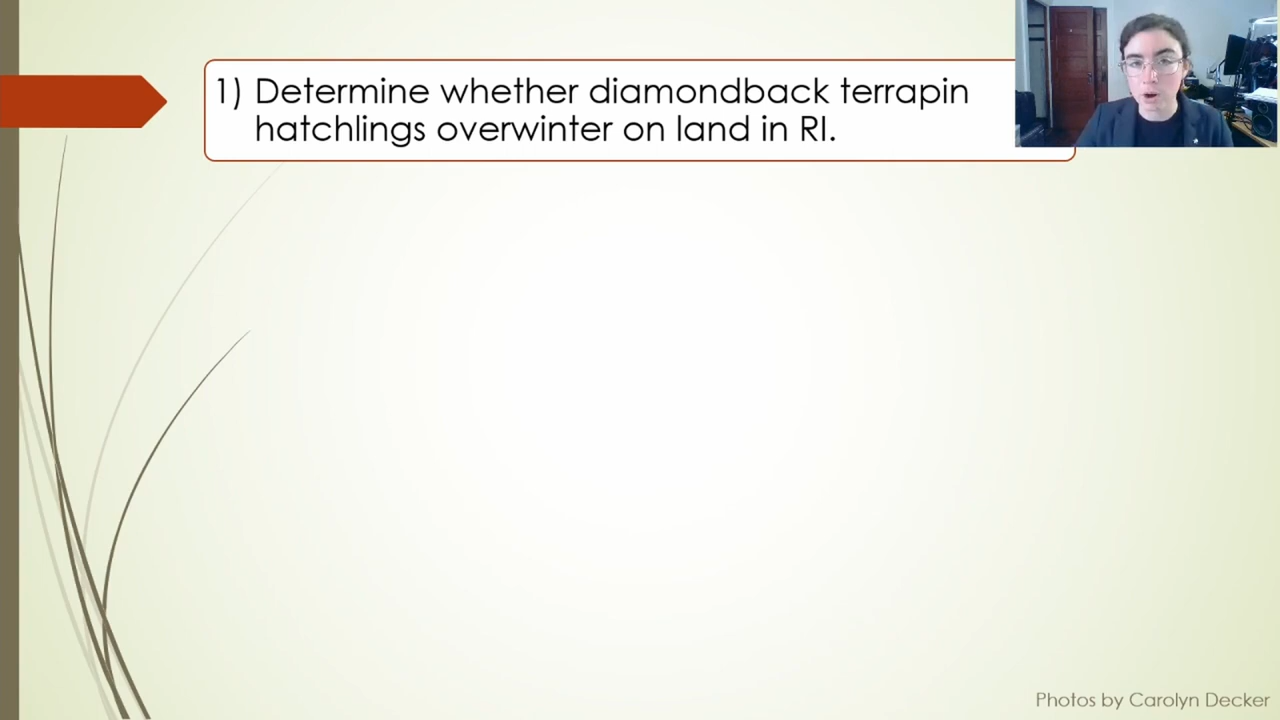 1) Determine whether diamondback terrapin
hatchlings overwinter on land in RI.
Photos by Carolyn Decker